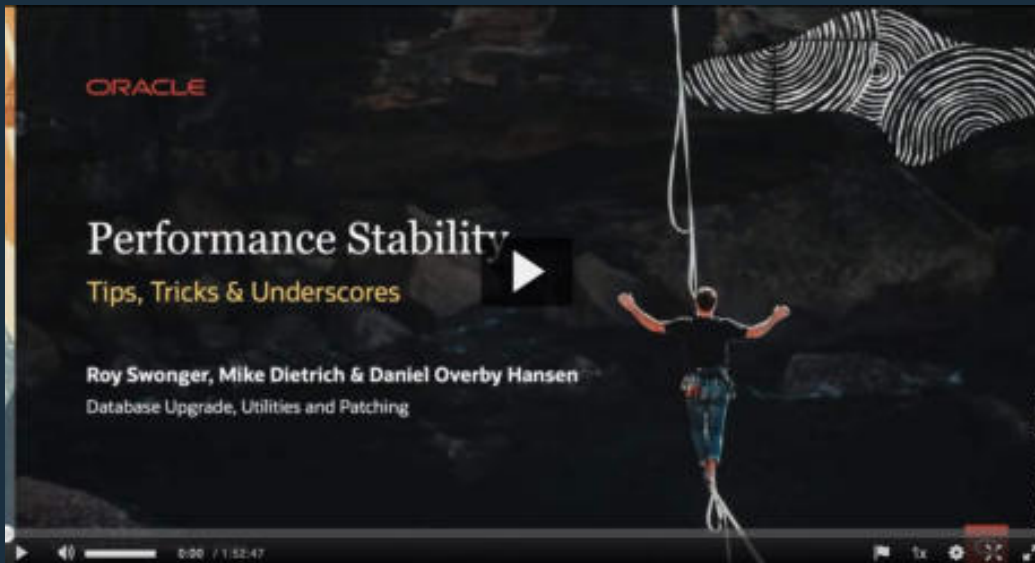 ORACLE
Performance Stability
Tips, Tricks & Underscores
Roy Swonger, Mike Dietrich & Daniel Overby Hansen
Database Upgrade, Utilities and Patching
0:00 / 1:52:47
1x